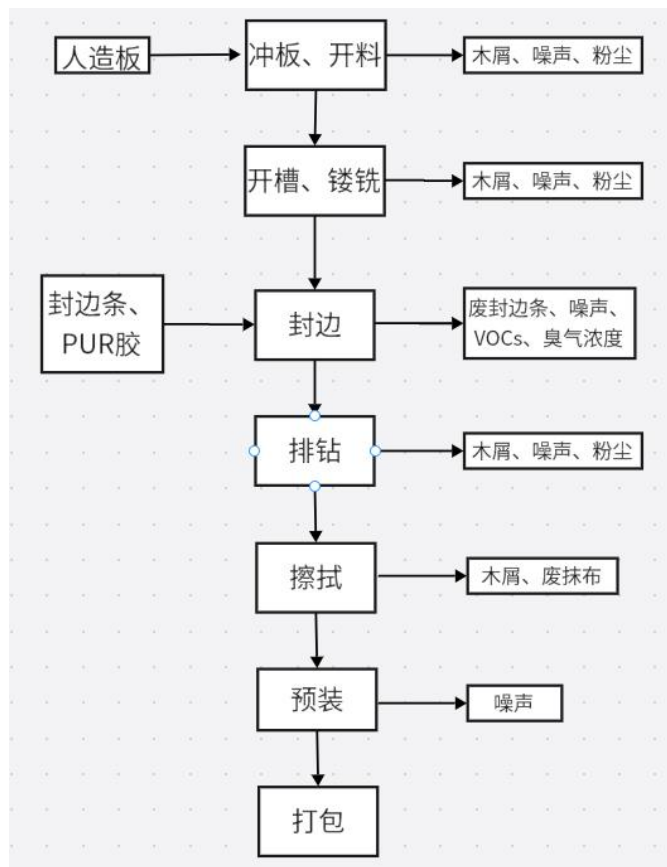 人造板
冲板、开料
木屑、噪声、粉尘
开槽、镂铣
木屑、噪声、粉尘
封边条、
PUR胶
封边
废封边条、噪声、
VOCs、臭气浓度
排钻
木屑、噪声、粉尘
擦拭
木屑、废抹布
预装
噪声
打包